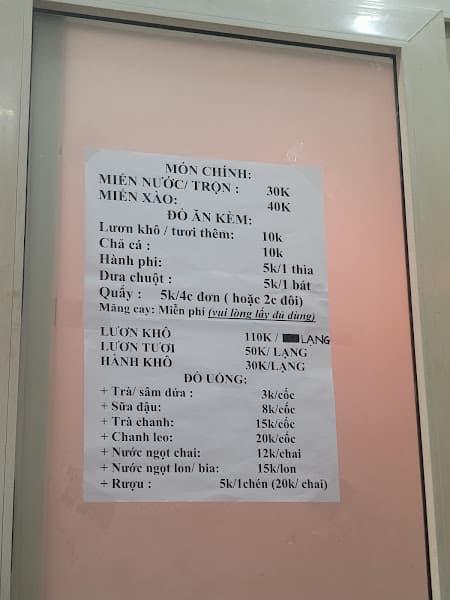 MÓN CHÍNH:
MIẾN NƯỚC/ TRỘN : 30K
MIẾN XÀO: 40K
ĐỒ ĂN KÈM:
Lươn khô / tươi thêm: 10k
Chả cá : 10k
Hành phi: 5k/1 thìa
Dưa chuột : 5k/1 bát
Quẩy : 5k/4c đơn ( hoặc 2c đôi)
Măng cay: Miễn phí (vui lòng lấy đủ dùng)
LƯƠN KHÔ 110K / LẠNG
LƯƠN TƯƠI 50K/ LẠNG
HÀNH KHÔ 30K/LẠNG
ĐỒ UỐNG:
+ Trà/ sâm dứa : 3k/cốc
+ Sữa đậu: 8k/cốc
+ Trà chanh: 15k/cốc
+ Chanh leo: 20k/cốc
+ Nước ngọt chai: 12k/chai
+ Nước ngọt lon/ bia: 15k/lon
+ Rượu : 5k/1chén (20k/ chai)